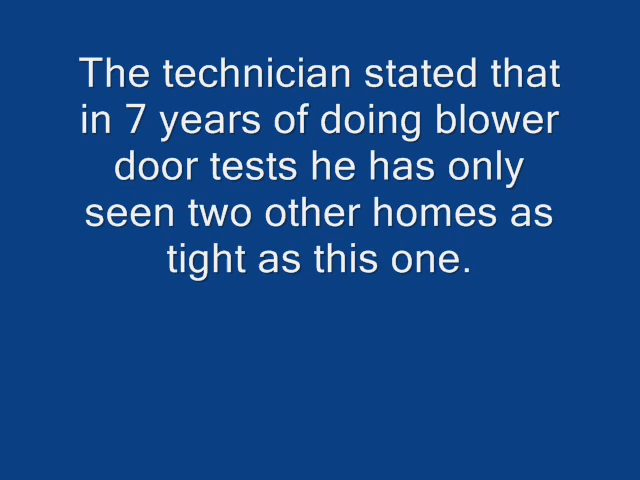 The technician stated that
in 7 years of doing blower
door tests he has only
seen two other homes as
tight as this one.